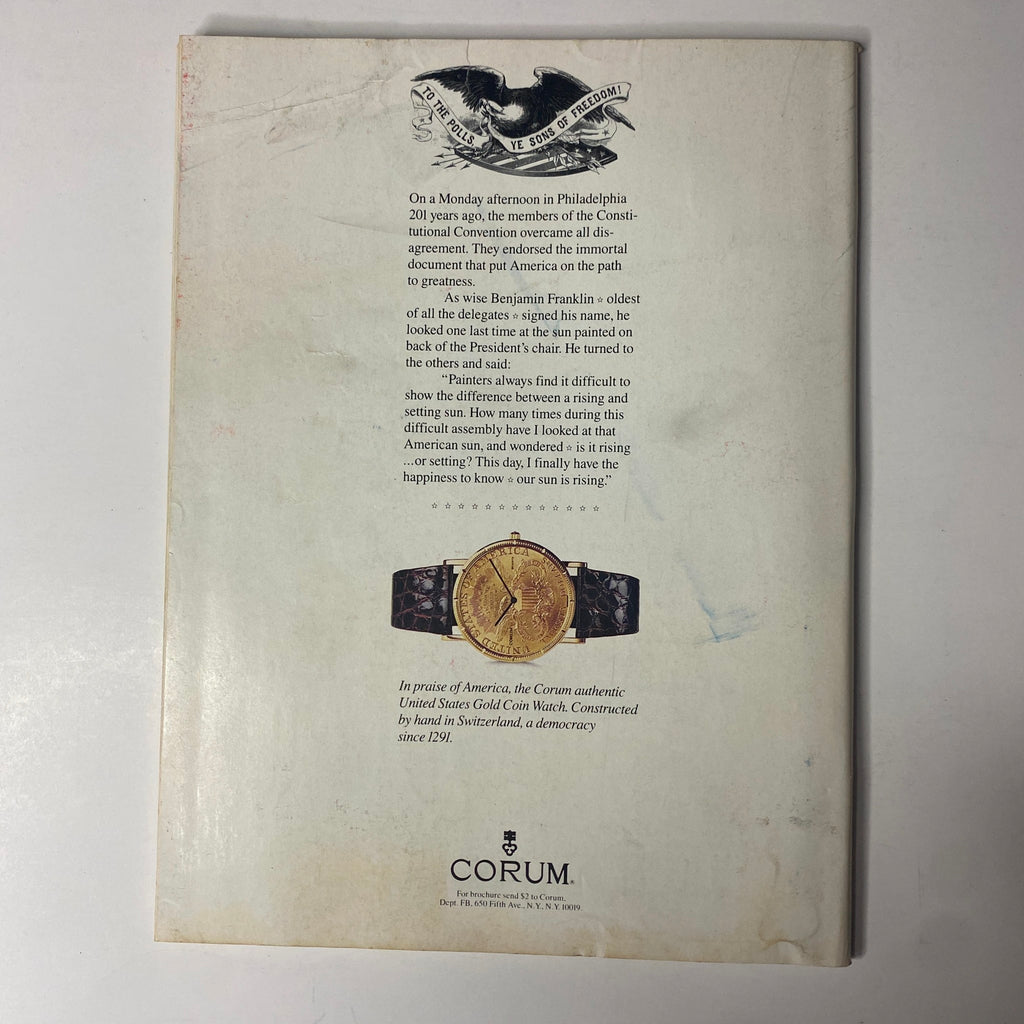 TO THE POLLS,
YE SONS OF FREEDOM!
On a Monday afternoon in Philadelphia
201 years ago, the members of the Consti-
tutional Convention overcame all dis-
agreement. They endorsed the immortal
document that put America on the path
to greatness.
As wise Benjamin Franklin ☆ oldest
of all the delegates ☆ signed his name, he
looked one last time at the sun painted on
back of the President's chair. He turned to
the others and said:
"Painters always find it difficult to
show the difference between a rising and
setting sun. How many times during this
difficult assembly have I looked at that
American sun, and wondered ☆ is it rising
...or setting? This day, I finally have the
happiness to know ☆ our sun is rising."
☆ ☆ ☆ ☆ ☆ ☆ ☆ ☆ ☆ ☆ ☆ ☆ ☆
UNITED STATES OF AMERICA
In praise of America, the Corum authentic
United States Gold Coin Watch. Constructed
by hand in Switzerland, a democracy
since 1291.
CORUM®
For brochure send $2 to Corum,
Dept. FB, 650 Fifth Ave., N.Y., N.Y. 10019.